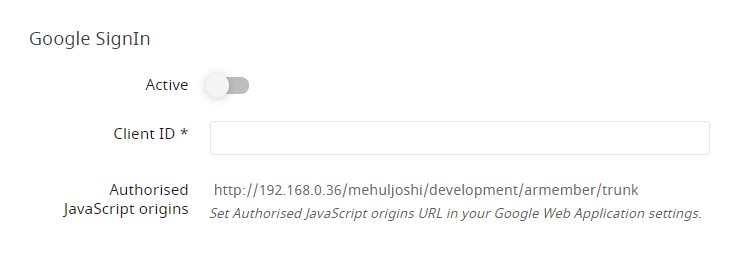 Google SignIn
Active
Client ID *
Authorised
JavaScript origins
http://192.168.0.36/mehuljoshi/development/armember/trunk
Set Authorised JavaScript origins URL in your Google Web Application settings.